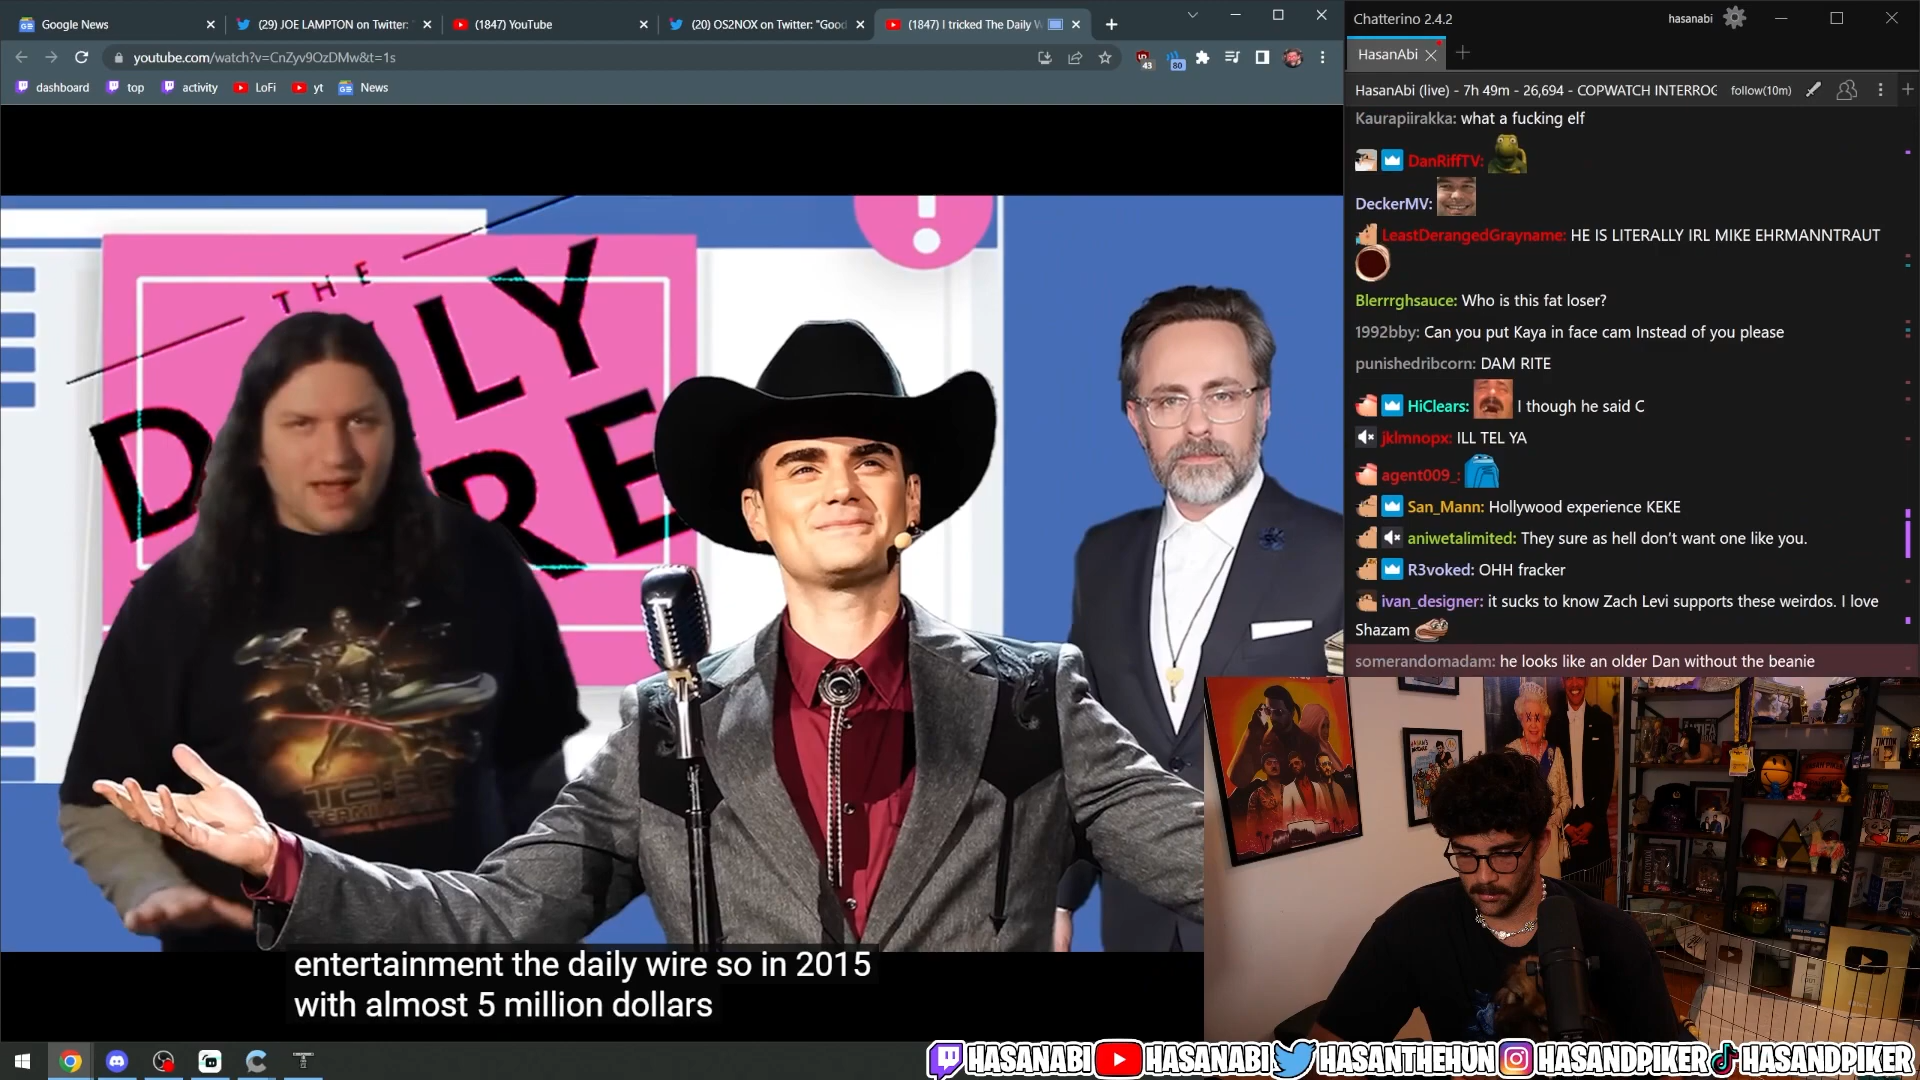 Google News
(29) JOE LAMPTON on Twitter:
(1847) YouTube
(20) OS2NOX on Twitter: "Good
(1847) I tricked The Daily W
youtube.com/watch?v=CnZyv9OzDMw&t=1s
43
80
dashboard
top
activity
LoFi
yt
News
THE
DAILY
WIRE
entertainment the daily wire so in 2015
with almost 5 million dollars
Chatterino 2.4.2
hasanabi
HasanAbi
HasanAbi (live) - 7h 49m - 26,694 - COPWATCH INTERROG
follow(10m)
Kaurapiirakka: what a fucking elf
DanRiffTV:
DeckerMV:
LeastDerangedGrayname: HE IS LITERALLY IRL MIKE EHRMANNTRAUT
Blerrrghsauce: Who is this fat loser?
1992bby: Can you put Kaya in face cam Instead of you please
punishedribcorn: DAM RITE
HiClears: I though he said C
jklmnopx: ILL TEL YA
agent009_:
San_Mann: Hollywood experience KEKE
aniwetalimited: They sure as hell don't want one like you.
R3voked: OHH fracker
ivan_designer: it sucks to know Zach Levi supports these weirdos. I love
Shazam
somerandomadam: he looks like an older Dan without the beanie
HASANABI
HASANABI
HASANTHEHUN
HASANDPIKER
HASANDPIKER